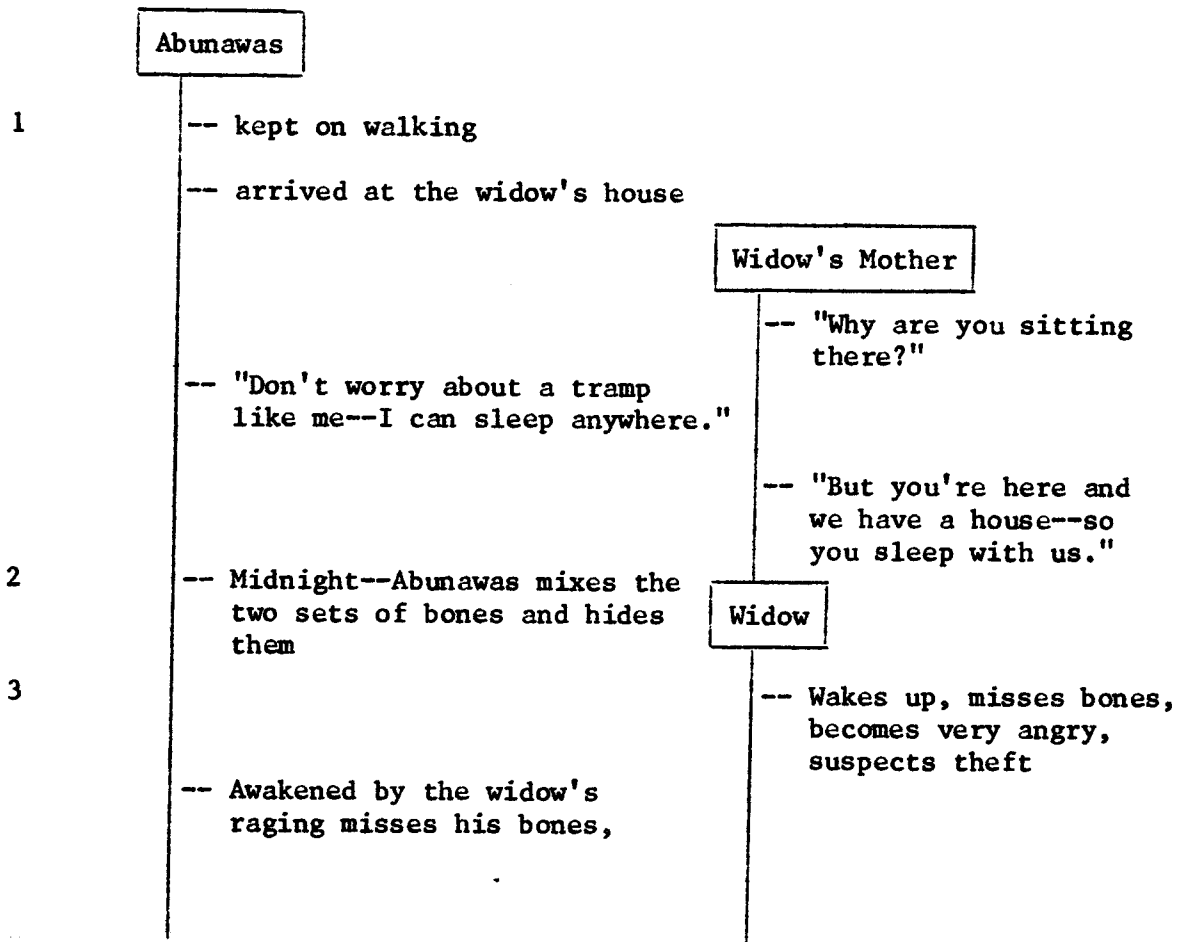 Abunawas
1 -- kept on walking
-- arrived at the widow's house
Widow's Mother
-- "Why are you sitting
there?"
-- "Don't worry about a tramp
like me--I can sleep anywhere."
-- "But you're here and
we have a house--so
you sleep with us."
2 -- Midnight--Abunawas mixes the
two sets of bones and hides
them
Widow
3 -- Wakes up, misses bones,
becomes very angry,
suspects theft
-- Awakened by the widow's
raging misses his bones,